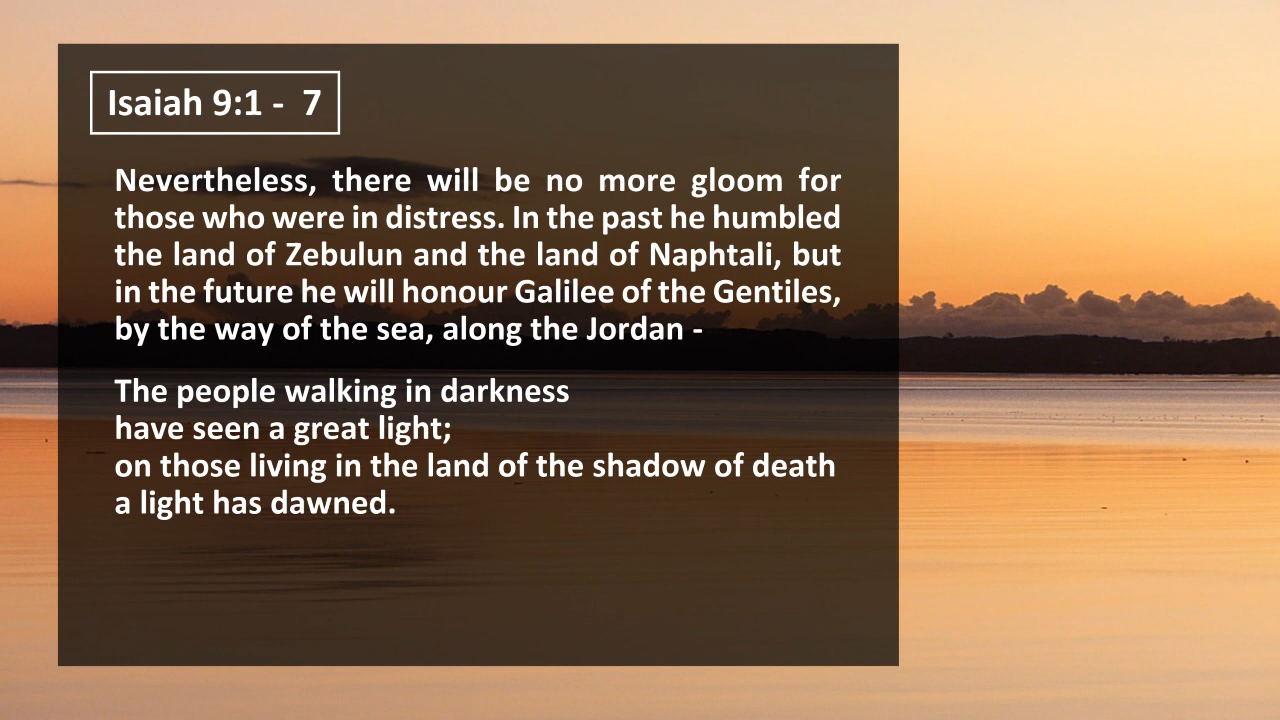 Isaiah 9:1 -  7
Nevertheless, there will be no more gloom for
those who were in distress. In the past he humbled
the land of Zebulun and the land of Naphtali, but
in the future he will honour Galilee of the Gentiles,
by the way of the sea, along the Jordan -
The people walking in darkness
have seen a great light;
on those living in the land of the shadow of death
a light has dawned.